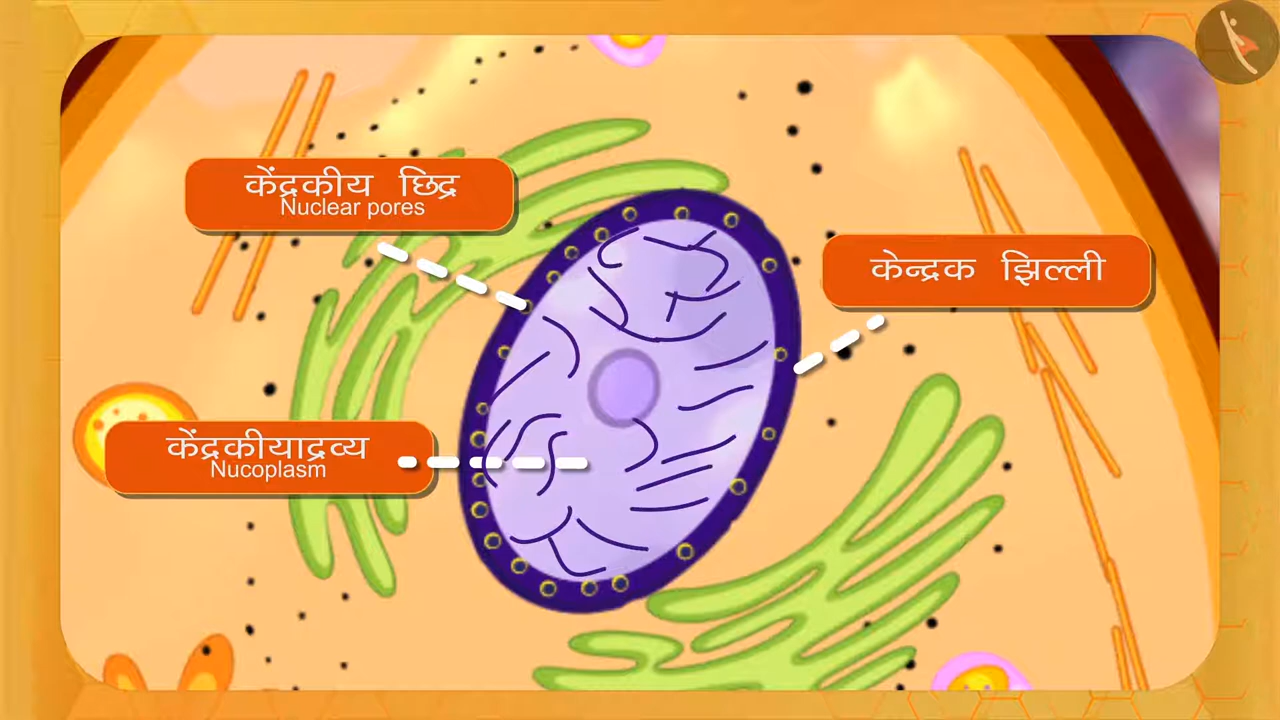 केंद्रकीय छिद्र
Nuclear pores
केन्द्रक झिल्ली
केंद्रकीयाद्रव्य
Nucoplasm